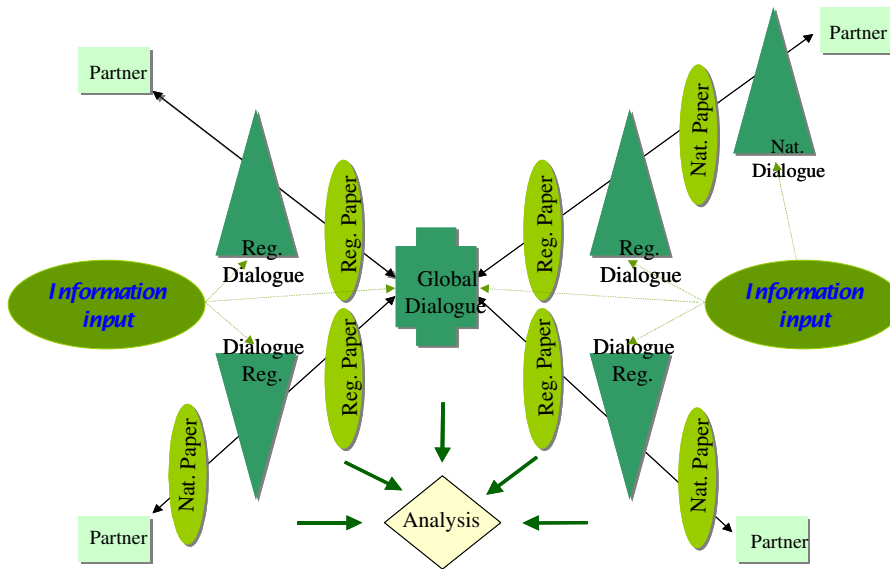 Partner
Partner
Nat. Paper
Nat.
Dialogue
Reg. Paper
Reg. Paper
Reg.
Dialogue
Reg.
Dialogue
Global
Dialogue
Information
input
Information
input
Dialogue
Reg.
Dialogue
Reg.
Reg. Paper
Reg. Paper
Nat. Paper
Nat. Paper
Analysis
Partner
Partner